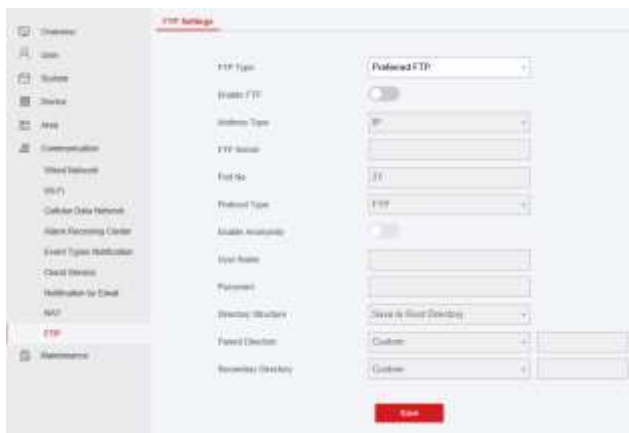 FTP Settings
Overview
User
System
Device
Area
Communication
Wired Network
Wi-Fi
Cellular Data Network
Alarm Receiving Center
Event Types Notification
Cloud Service
Notification by Email
NAT
FTP
Maintenance
FTP Type
Preferred FTP
Enable FTP
Address Type
IP
FTP Server
Port No.
21
Protocol Type
FTP
Enable Anonymity
User Name
Password
Directory Structure
Save in Root Directory
Parent Directory
Custom
Secondary Directory
Custom
Save